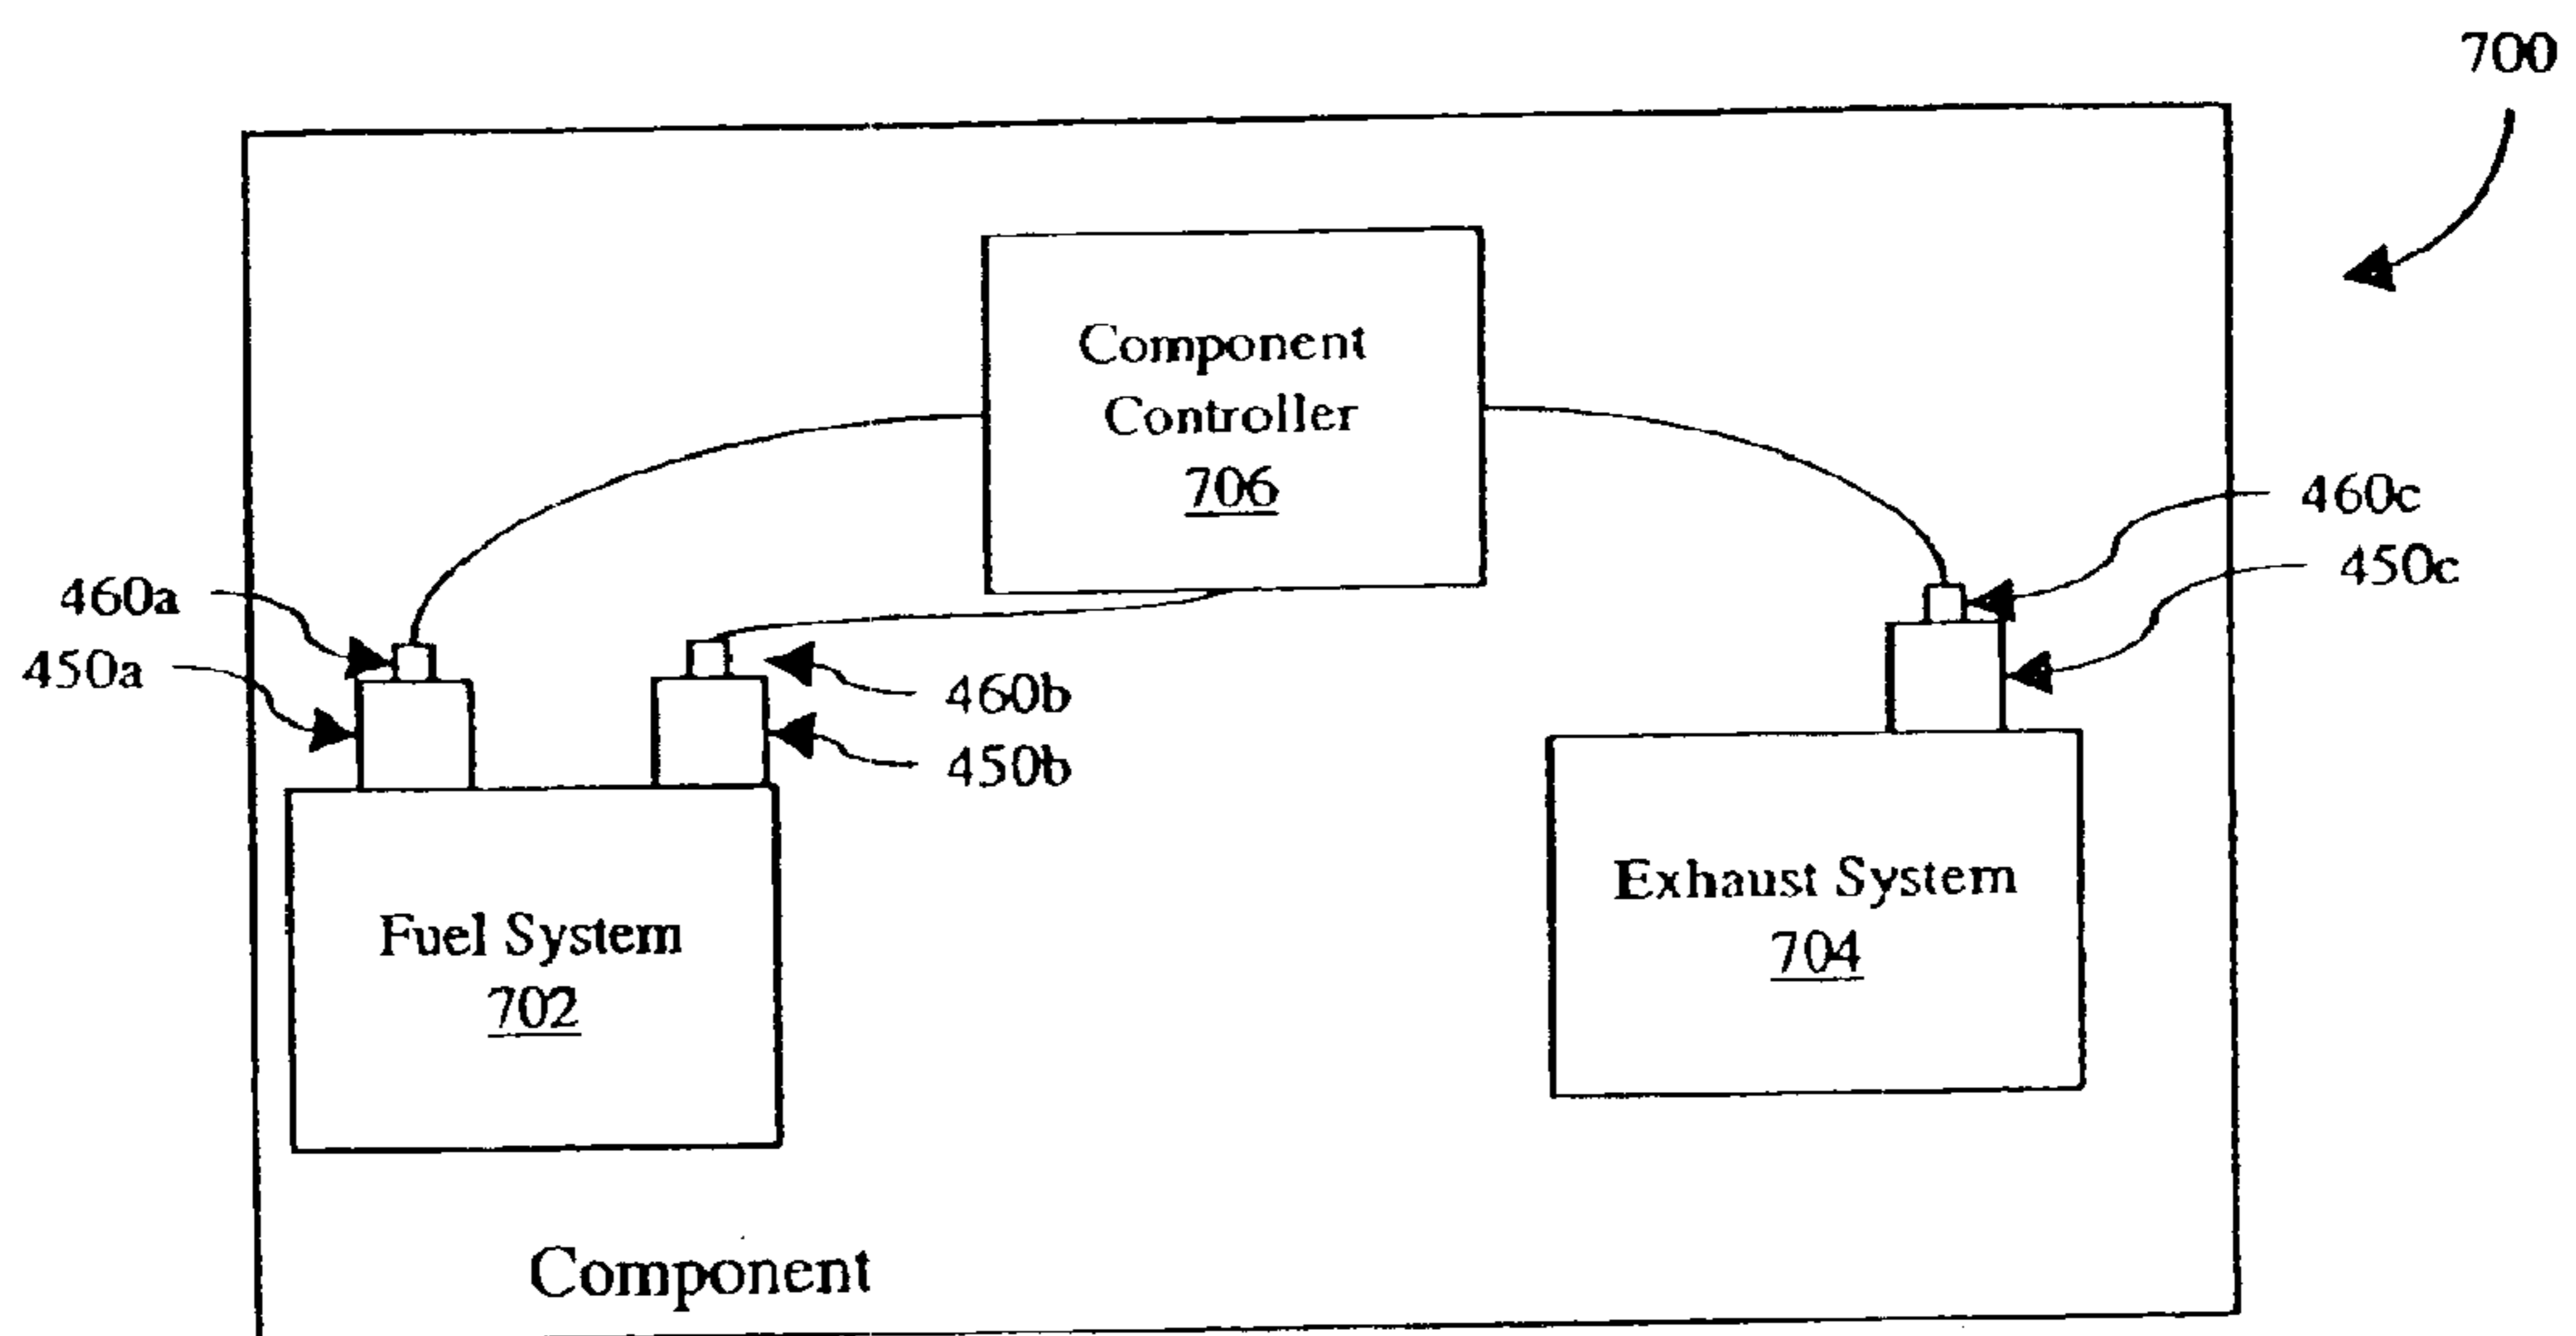 700
Component
Controller
706
460c
450c
460a
450a
460b
450b
Exhaust System
704
Fuel System
702
Component